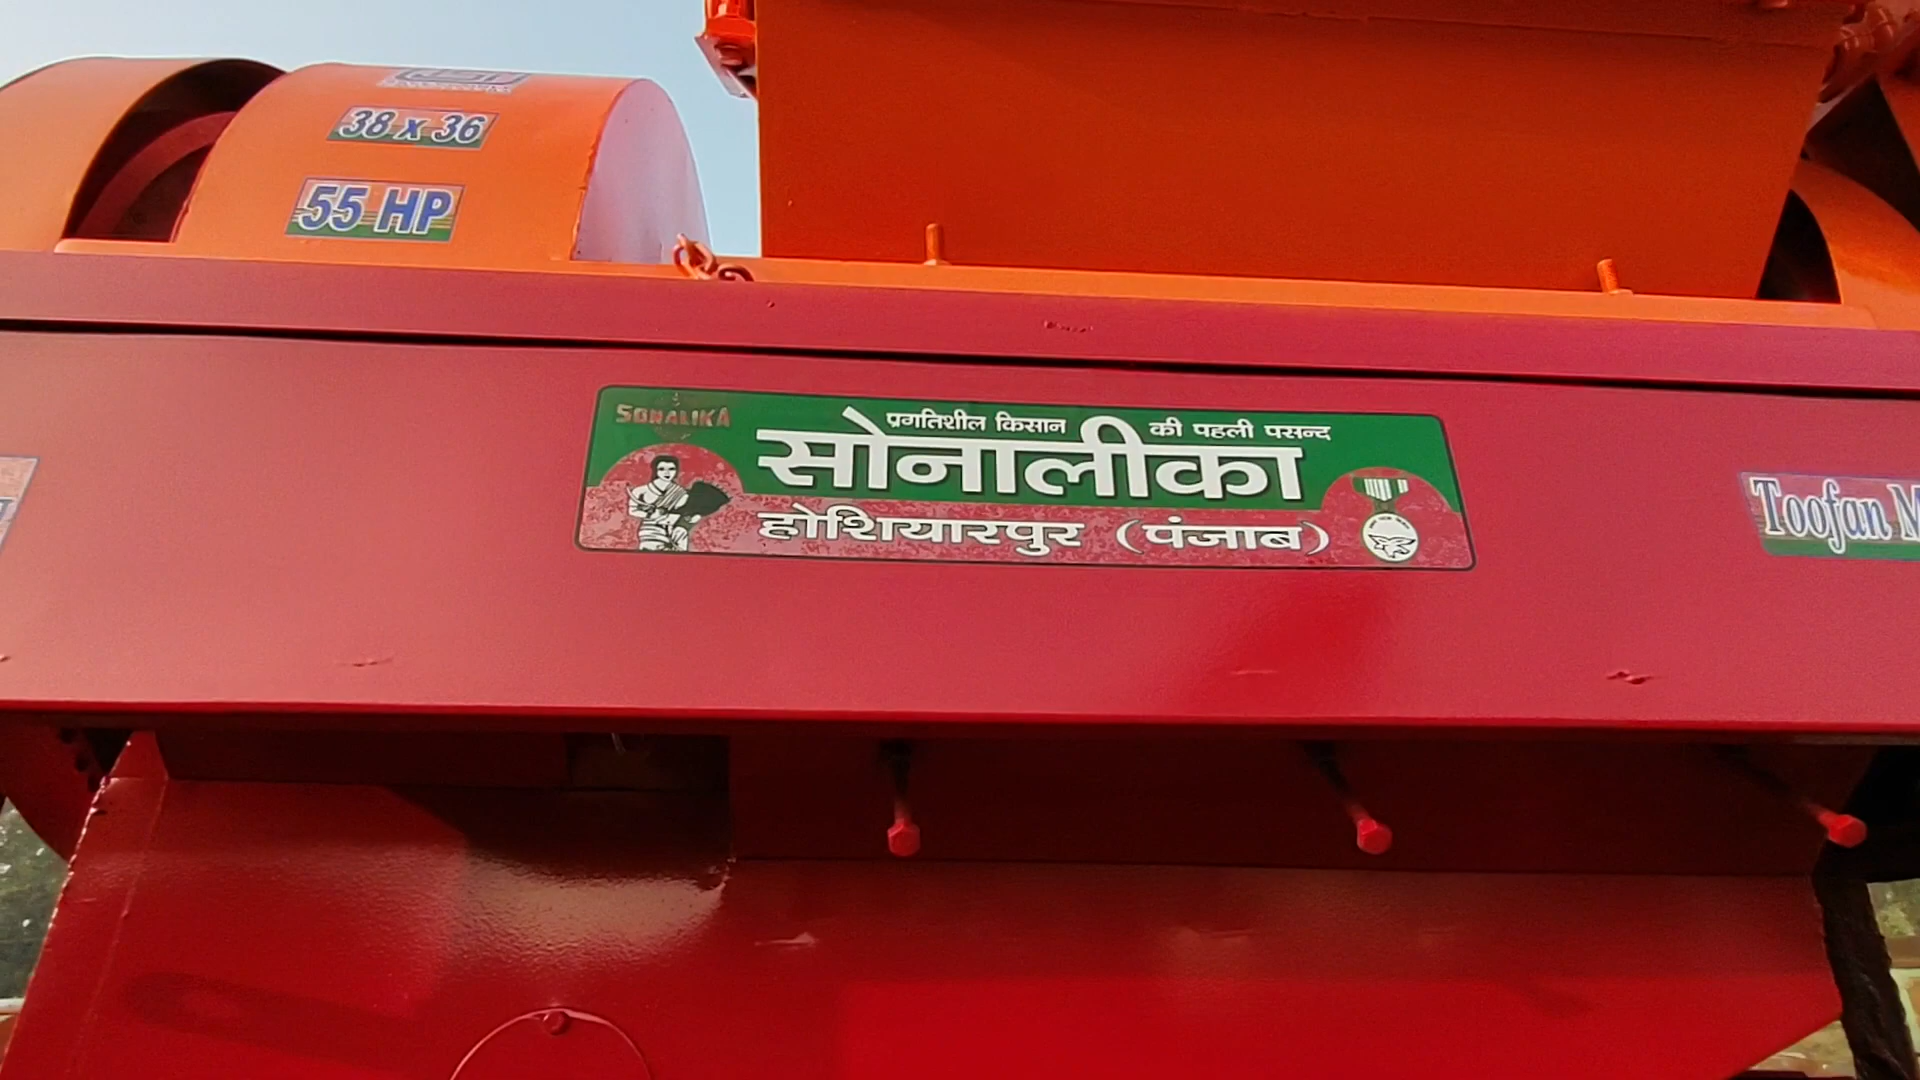 38 x 36
55 HP
SONALIKA
प्रगतिशील किसान की पहली पसन्द
सोनालीका
होशियारपुर (पंजाब)
Toofan